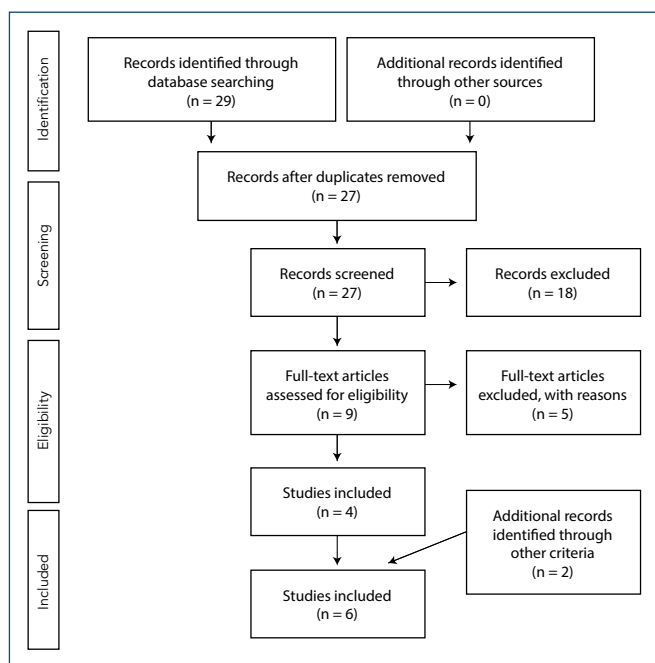 Identification
Records identified through
database searching
(n = 29)
Additional records identified
through other sources
(n = 0)
Records after duplicates removed
(n = 27)
Screening
Records screened
(n = 27)
Records excluded
(n = 18)
Eligibility
Full-text articles
assessed for eligibility
(n = 9)
Full-text articles
excluded, with reasons
(n = 5)
Studies included
(n = 4)
Additional records
identified through
other criteria
(n = 2)
Included
Studies included
(n = 6)